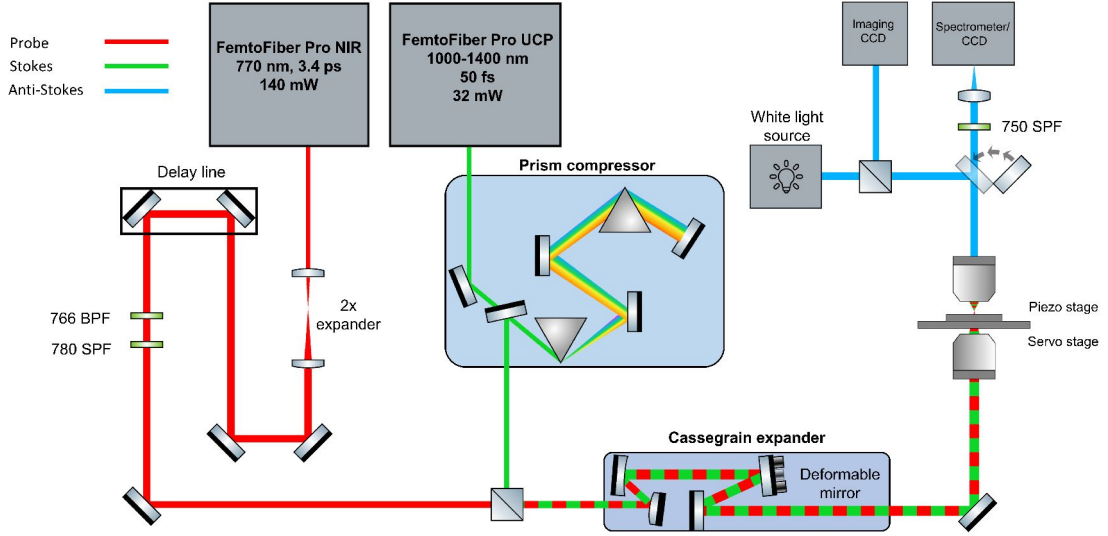 Probe
Stokes
Anti-Stokes
FemtoFiber Pro NIR
770 nm, 3.4 ps
140 mW
FemtoFiber Pro UCP
1000-1400 nm
50 fs
32 mW
Imaging
CCD
Spectrometer/
CCD
750 SPF
White light
source
Delay line
Prism compressor
2x
expander
766 BPF
780 SPF
Piezo stage
Servo stage
Cassegrain expander
Deformable
mirror